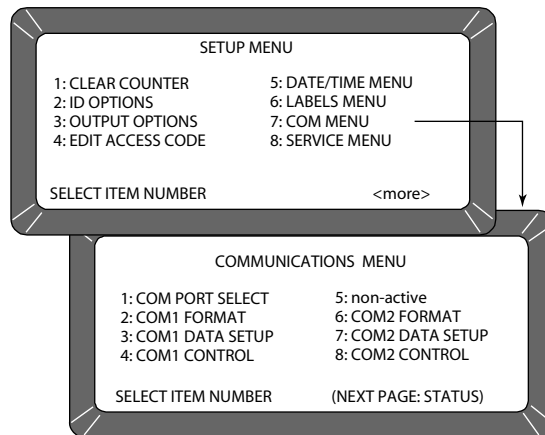 SETUP MENU
1: CLEAR COUNTER 5: DATE/TIME MENU
2: ID OPTIONS 6: LABELS MENU
3: OUTPUT OPTIONS 7: COM MENU
4: EDIT ACCESS CODE 8: SERVICE MENU
SELECT ITEM NUMBER <more>
COMMUNICATIONS MENU
1: COM PORT SELECT 5: non-active
2: COM1 FORMAT 6: COM2 FORMAT
3: COM1 DATA SETUP 7: COM2 DATA SETUP
4: COM1 CONTROL 8: COM2 CONTROL
SELECT ITEM NUMBER (NEXT PAGE: STATUS)